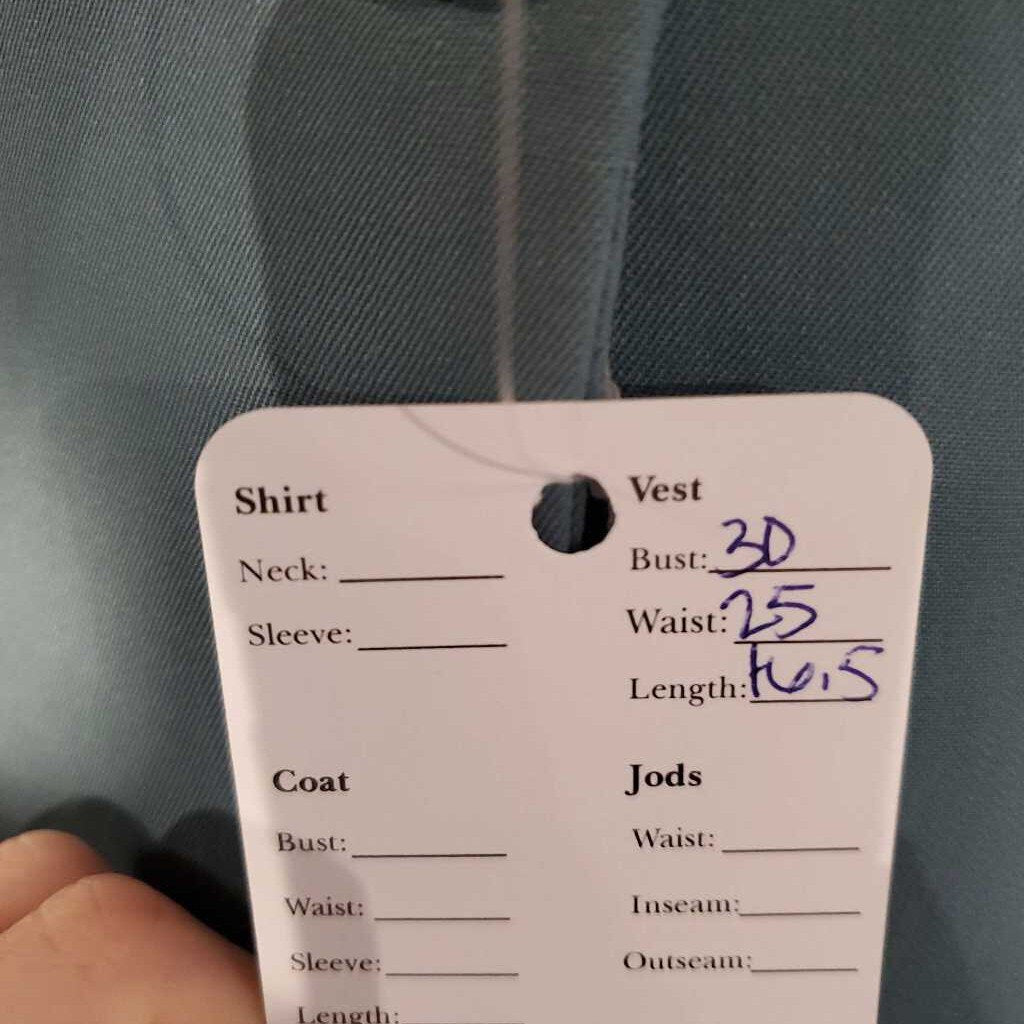 Shirt
Neck:
Sleeve:
Vest
Bust: 30
Waist: 25
Length: 16.5
Coat
Bust:
Waist:
Sleeve:
Length:
Jods
Waist:
Inseam:
Outseam: